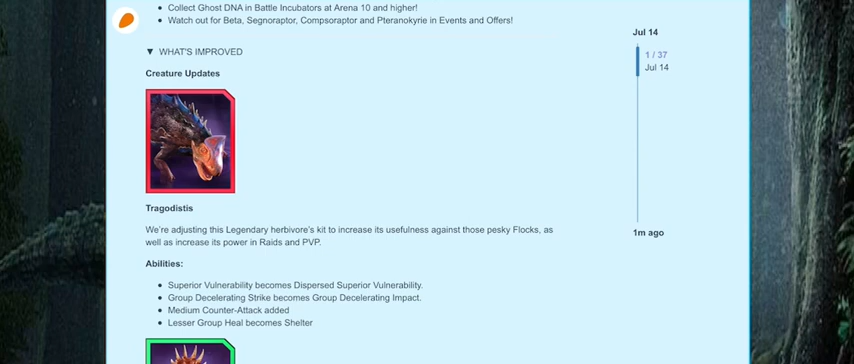 Collect Ghost DNA in Battle Incubators at Arena 10 and higher!
Watch out for Beta, Segnoraptor, Compsoraptor and Pteranokyrie in Events and Offers!
▼ WHAT'S IMPROVED
Creature Updates
Tragodistis
We're adjusting this Legendary herbivore's kit to increase its usefulness against those pesky Flocks, as
well as increase its power in Raids and PVP.
Abilities:
Superior Vulnerability becomes Dispersed Superior Vulnerability.
Group Decelerating Strike becomes Group Decelerating Impact.
Medium Counter-Attack added
Lesser Group Heal becomes Shelter
Jul 14
1 / 37
Jul 14
1m ago